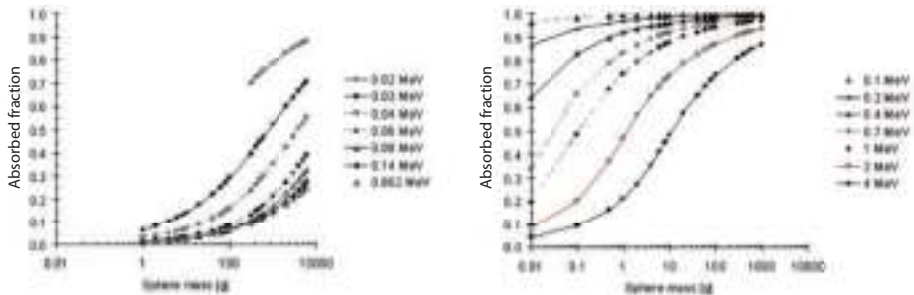 1.0
0.9
0.8
0.7
0.6
0.5
0.4
0.3
0.2
0.1
0.0
Absorbed fraction
0.01
1
100
10000
Sphere mass [g]
0.02 MeV
0.03 MeV
0.04 MeV
0.06 MeV
0.08 MeV
0.14 MeV
0.662 MeV
1.0
0.9
0.8
0.7
0.6
0.5
0.4
0.3
0.2
0.1
0.0
Absorbed fraction
0.01
0.1
1
10
100
1000
10000
Sphere mass [g]
0.1 MeV
0.2 MeV
0.4 MeV
0.7 MeV
1 MeV
2 MeV
4 MeV